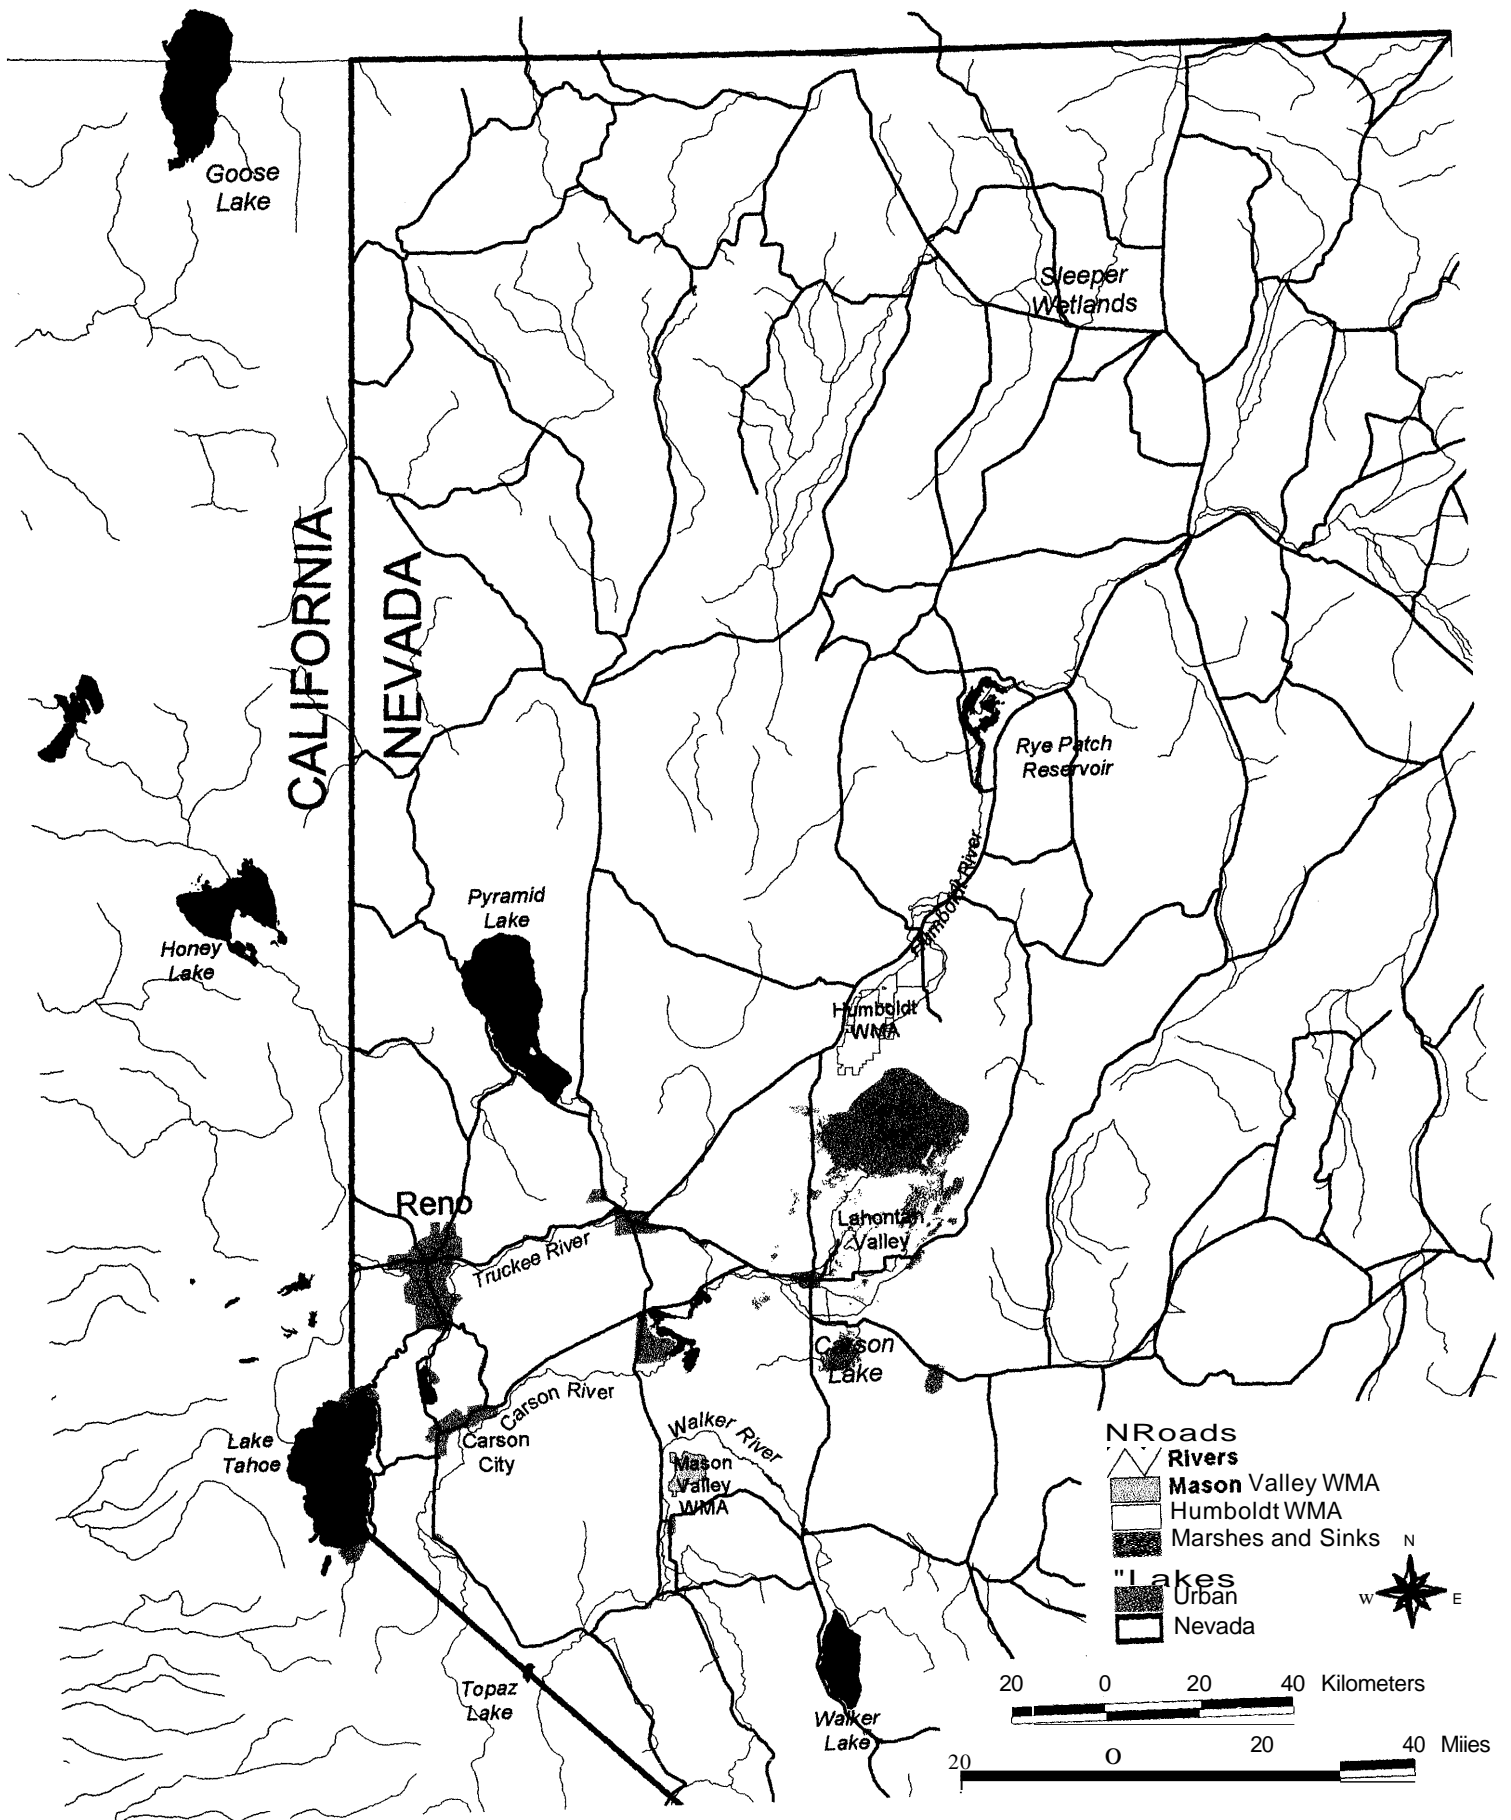 Goose
Lake
Sleeper
Wetlands
CALIFORNIA
NEVADA
Rye Patch
Reservoir
Humboldt River
Pyramid
Lake
Honey
Lake
Humboldt
WMA
Reno
Truckee River
Lahontan
Valley
Carson
Lake
Carson River
Carson
City
Lake
Tahoe
Walker River
Mason
Valley
WMA
Topaz
Lake
Walker
Lake
NRoads
Rivers
Mason Valley WMA
Humboldt WMA
Marshes and Sinks
"Lakes
Urban
Nevada
N
W
E
20 0 20 40 Kilometers
20 O 20 40 Miies